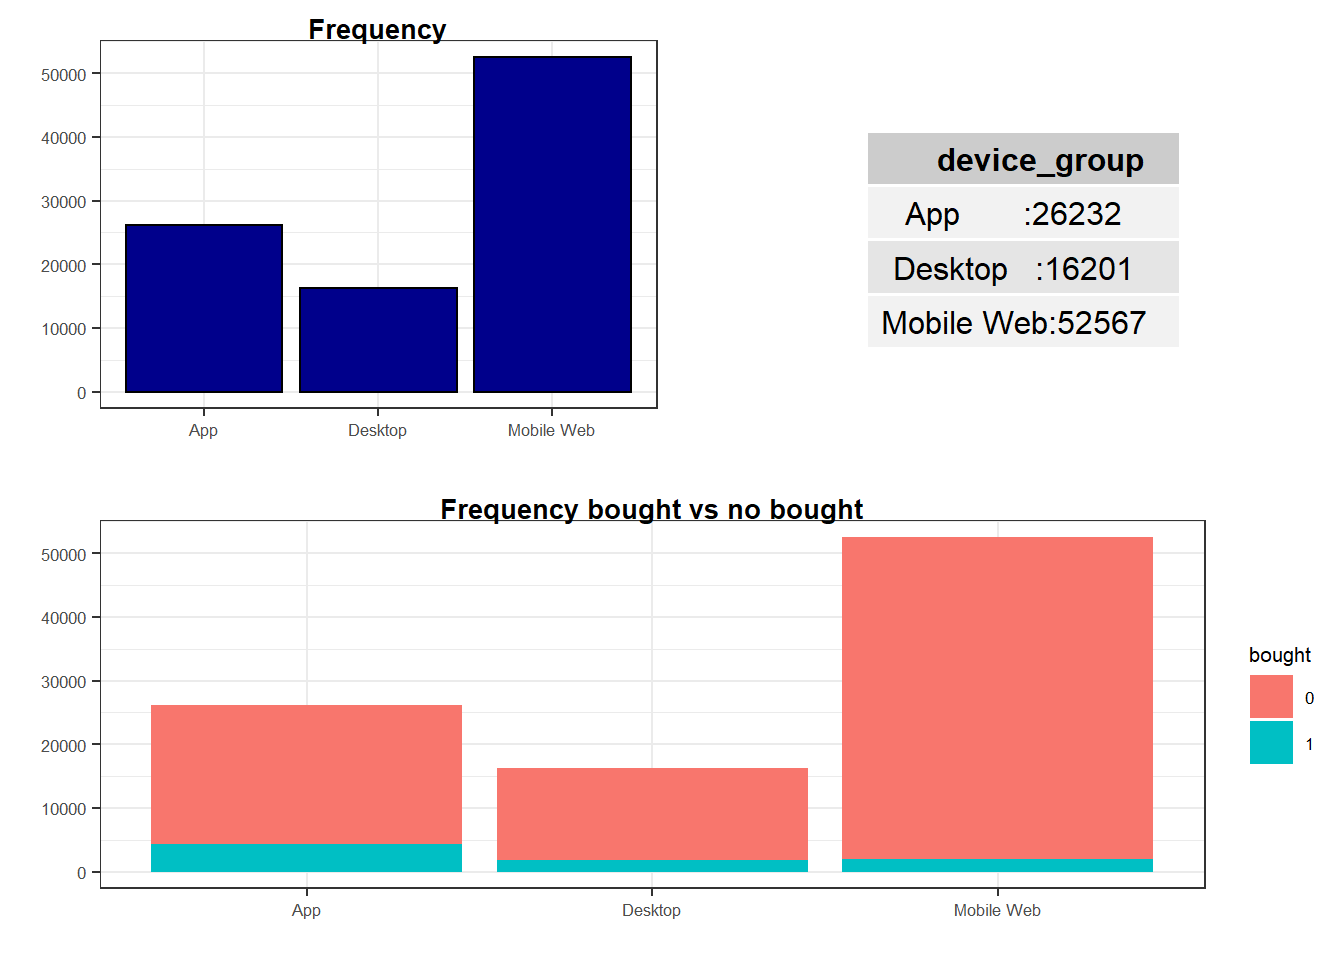 Frequency
50000
40000
30000
20000
10000
0
App Desktop Mobile Web
device_group
App :26232
Desktop :16201
Mobile Web:52567
Frequency bought vs no bought
50000
40000
30000
20000
10000
0
App Desktop Mobile Web
bought
0
1